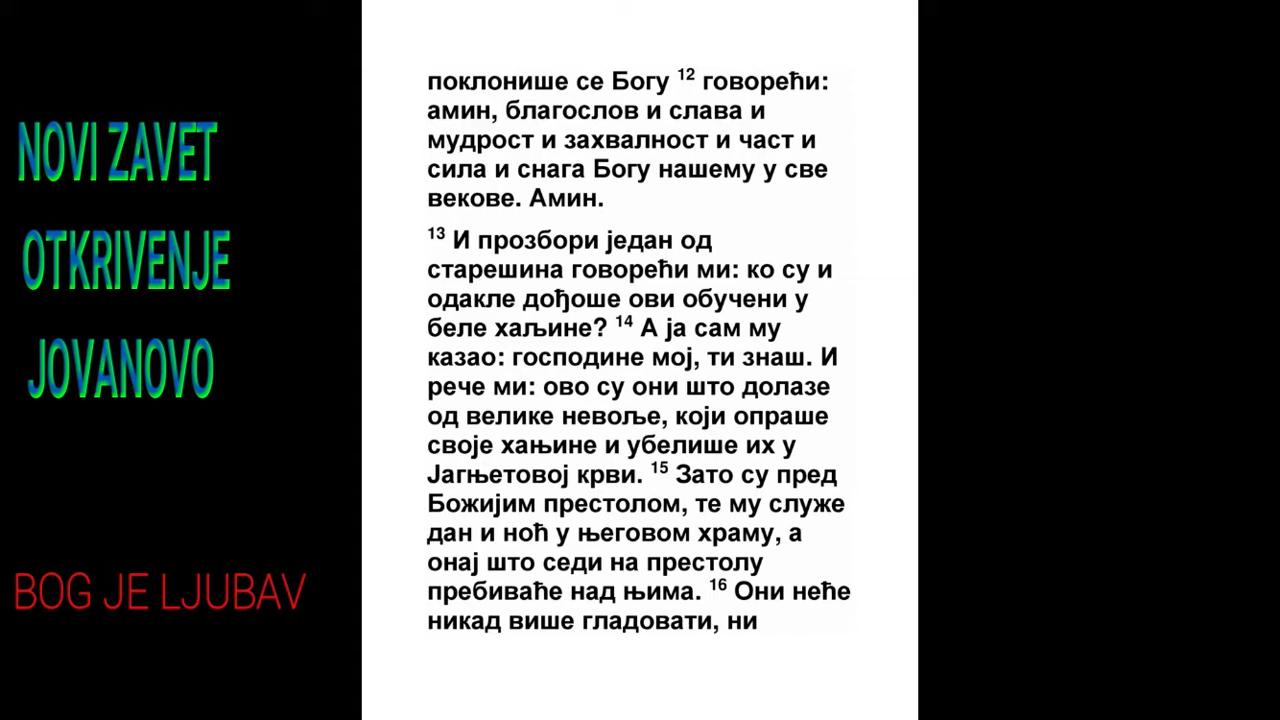 NOVI ZAVET
OTKRIVENJE
JOVANOVO
BOG JE LJUBAV
поклонише се Богу 12 говорећи:
амин, благослов и слава и
мудрост и захвалност и част и
сила и снага Богу нашему у све
векове. Амин.
13 И прозбори један од
старешина говорећи ми: ко су и
одакле дођоше ови обучени у
беле хаљине? 14 А ја сам му
казао: господине мој, ти знаш. И
рече ми: ово су они што долазе
од велике невоље, који опраше
своје хањине и убелише их у
Јагњетовој крви. 15 Зато су пред
Божијим престолом, те му служе
дан и ноћ у његовом храму, а
онај што седи на престолу
пребиваће над њима. 16 Они неће
никад више гладовати, ни